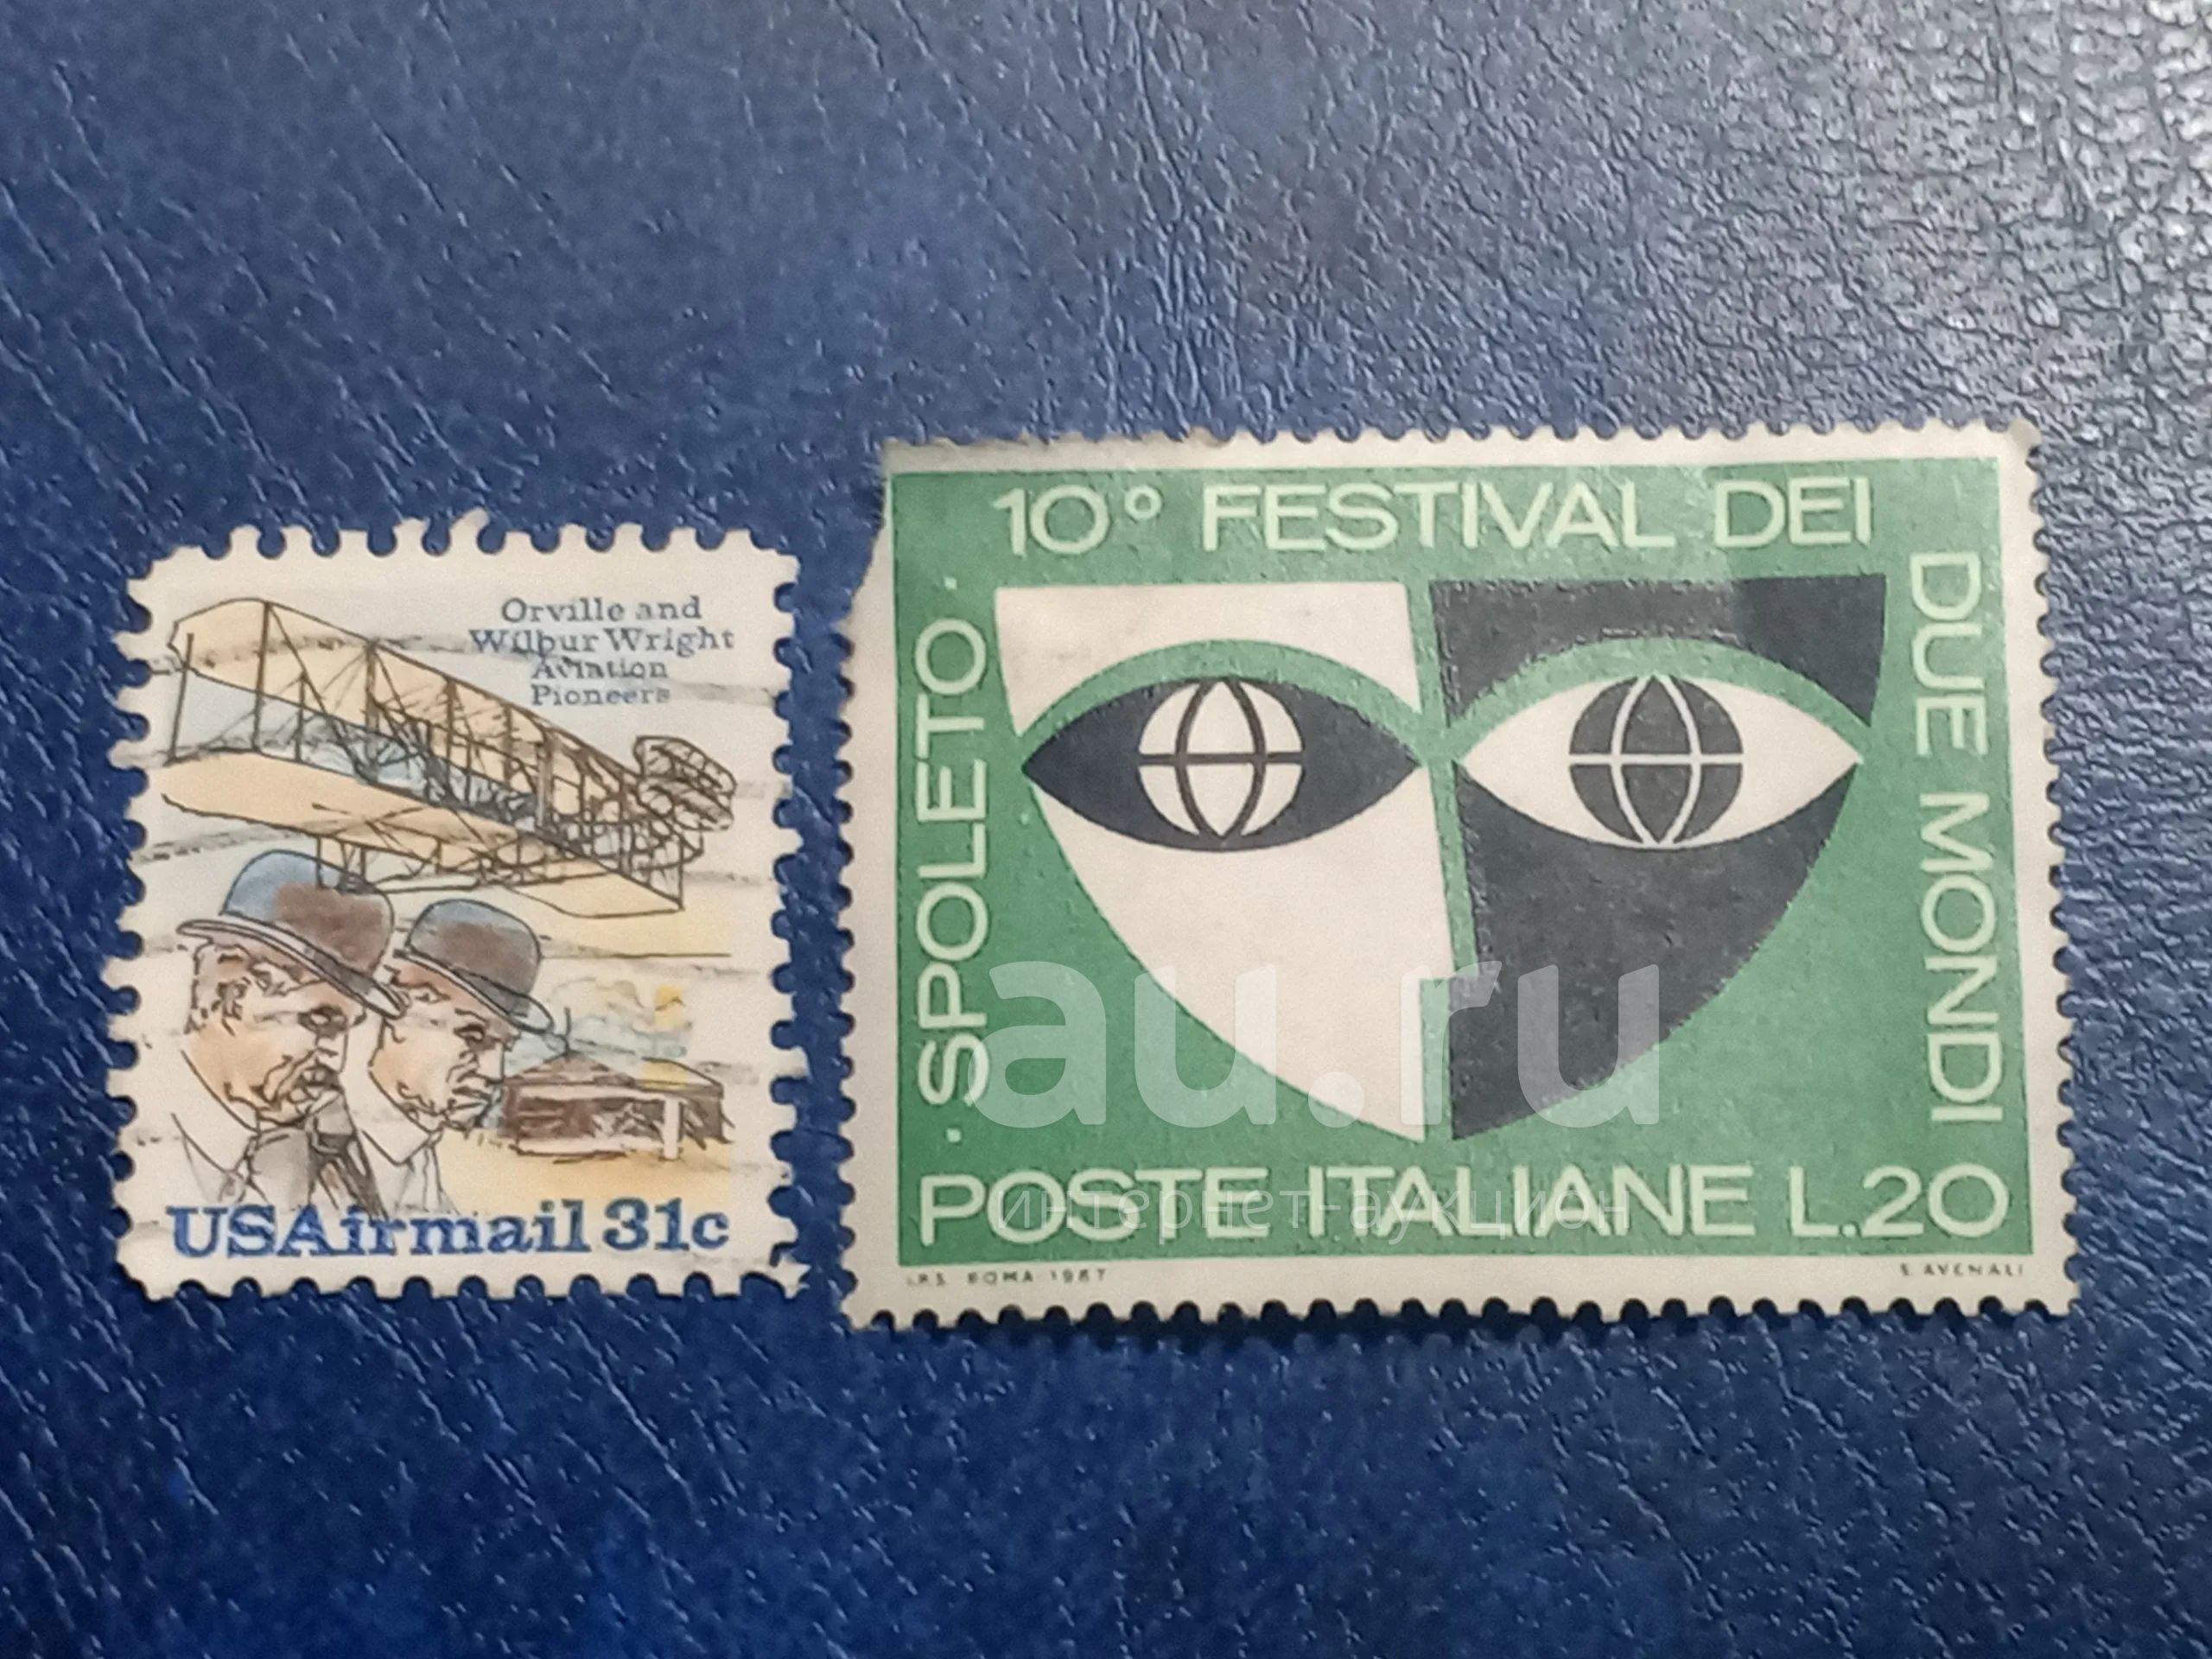 Orville and
Wilbur Wright
Aviation
Pioneers
USAirmail 31c
10° FESTIVAL DEI
DUE MONDI
· SPOLETO ·
POSTE ITALIANE L.20
I.P.S. ROMA 1967
E. AVENALI
au.ru
интернет-аукцион